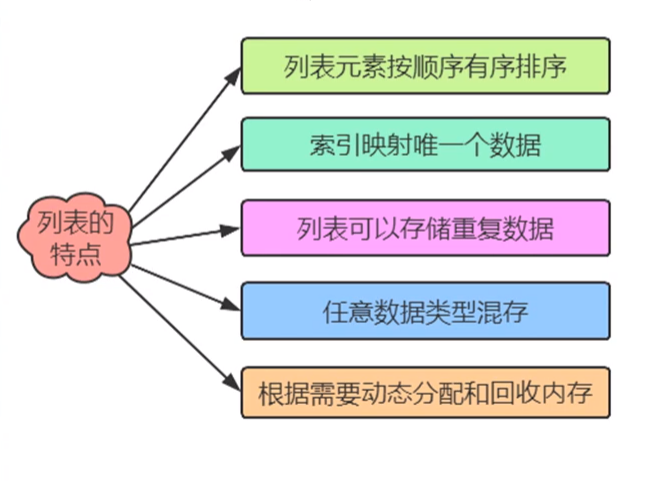 列表元素按顺序有序排序
索引映射唯一个数据
列表的
特点
列表可以存储重复数据
任意数据类型混存
根据需要动态分配和回收内存